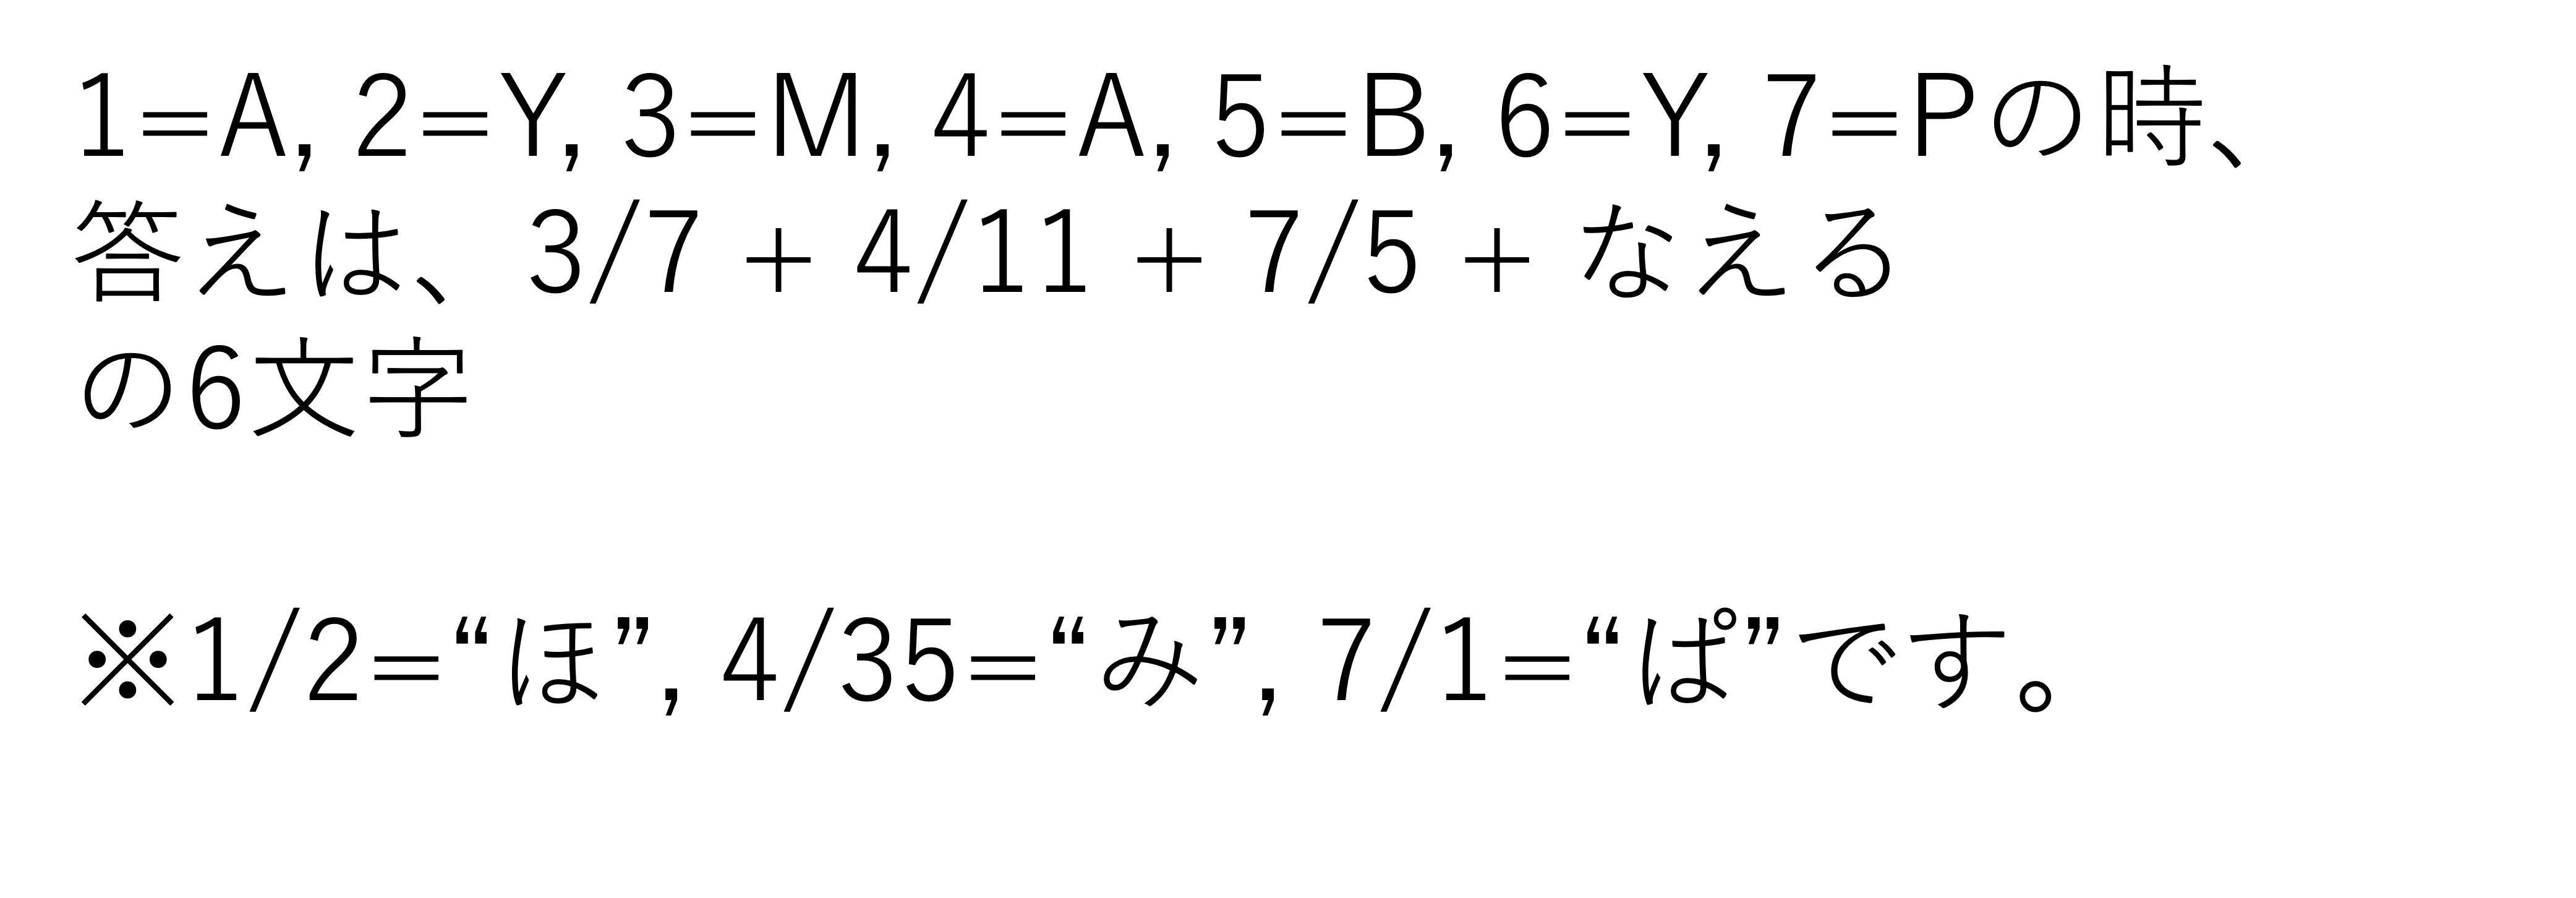 1=A, 2=Y, 3=M, 4=A, 5=B, 6=Y, 7=Pの時、
答えは、3/7 + 4/11 + 7/5 + なえる
の6文字
※1/2=“ほ”, 4/35=“み”, 7/1=“ぱ”です。